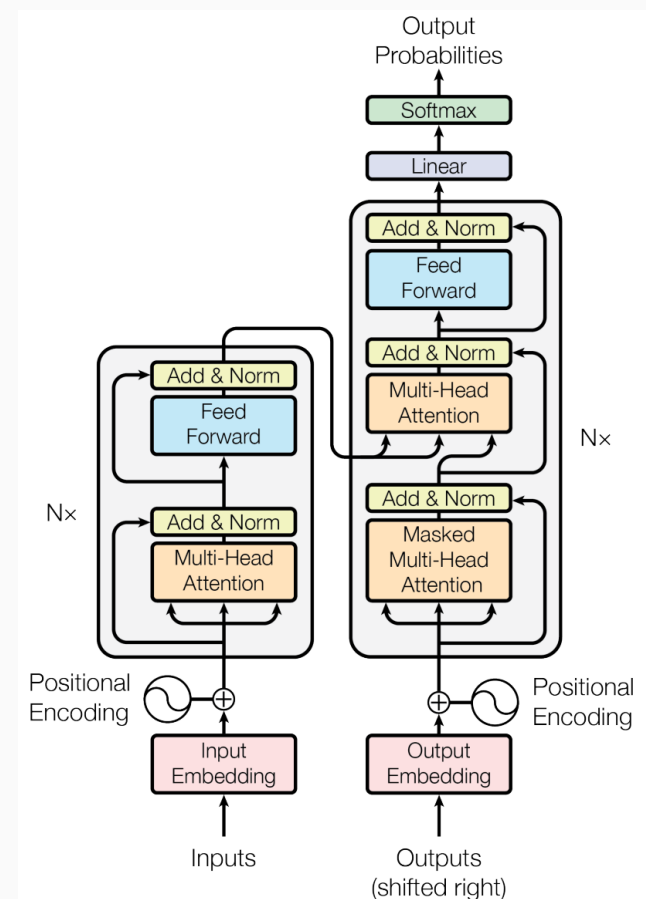 Output
Probabilities
Softmax
Linear
Add & Norm
Feed
Forward
Add & Norm
Multi-Head
Attention
Add & Norm
Masked
Multi-Head
Attention
N×
Add & Norm
Feed
Forward
Add & Norm
Multi-Head
Attention
N×
Positional
Encoding
Positional
Encoding
Input
Embedding
Output
Embedding
Inputs
Outputs
(shifted right)